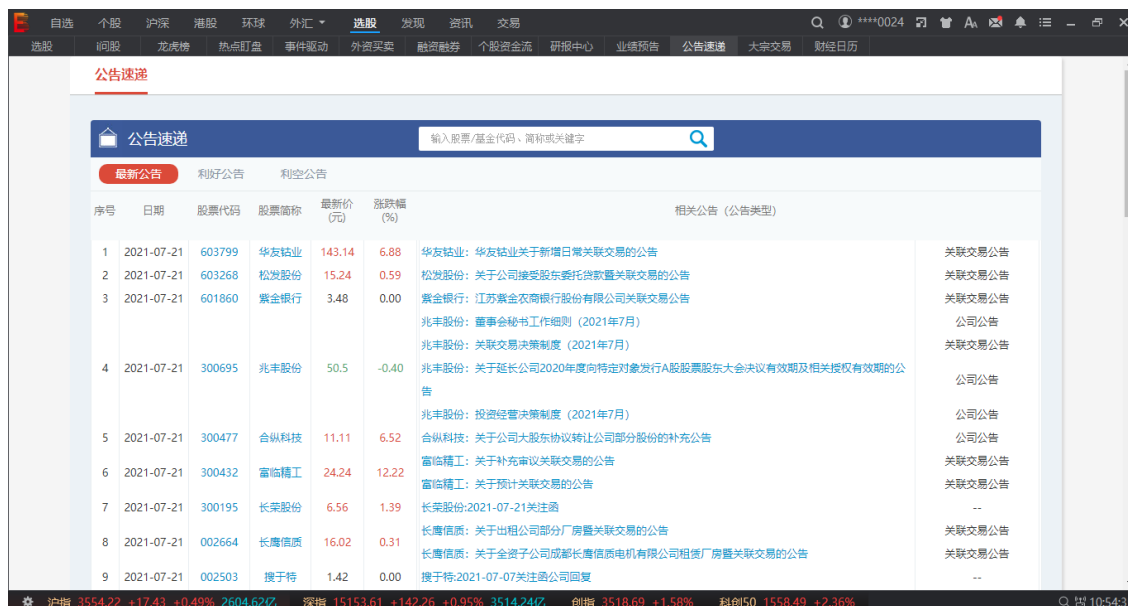 自选 个股 沪深 港股 环球 外汇 选股 发现 资讯 交易 ****0024
选股 i问股 龙虎榜 热点盯盘 事件驱动 外资买卖 融资融券 个股资金流 研报中心 业绩预告 公告速递 大宗交易 财经日历
公告速递
公告速递 输入股票/基金代码、简称或关键字
最新公告 利好公告 利空公告
序号 日期 股票代码 股票简称 最新价(元) 涨跌幅(%) 相关公告（公告类型）
1 2021-07-21 603799 华友钴业 143.14 6.88 华友钴业：华友钴业关于新增日常关联交易的公告 关联交易公告
2 2021-07-21 603268 松发股份 15.24 0.59 松发股份：关于公司接受股东委托贷款暨关联交易的公告 关联交易公告
3 2021-07-21 601860 紫金银行 3.48 0.00 紫金银行：江苏紫金农商银行股份有限公司关联交易公告 关联交易公告
兆丰股份：董事会秘书工作细则（2021年7月） 公司公告
兆丰股份：关联交易决策制度（2021年7月） 关联交易公告
4 2021-07-21 300695 兆丰股份 50.5 -0.40 兆丰股份：关于延长公司2020年度向特定对象发行A股股票股东大会决议有效期及相关授权有效期的公
告 公司公告
兆丰股份：投资经营决策制度（2021年7月） 公司公告
5 2021-07-21 300477 合纵科技 11.11 6.52 合纵科技：关于公司大股东协议转让公司部分股份的补充公告 公司公告
富临精工：关于补充审议关联交易的公告 关联交易公告
6 2021-07-21 300432 富临精工 24.24 12.22
富临精工：关于预计关联交易的公告 关联交易公告
7 2021-07-21 300195 长荣股份 6.56 1.39 长荣股份:2021-07-21关注函 --
长鹰信质：关于出租公司部分厂房暨关联交易的公告 关联交易公告
8 2021-07-21 002664 长鹰信质 16.02 0.31
长鹰信质：关于全资子公司成都长鹰信质电机有限公司租赁厂房暨关联交易的公告 关联交易公告
9 2021-07-21 002503 搜于特 1.42 0.00 搜于特:2021-07-07关注函公司回复 --
沪指 3554.22 +17.43 +0.49% 2604.62亿 深指 15153.61 +142.26 +0.95% 3514.24亿 创指 3518.69 +1.58% 科创50 1558.49 +2.36% 10:54:3